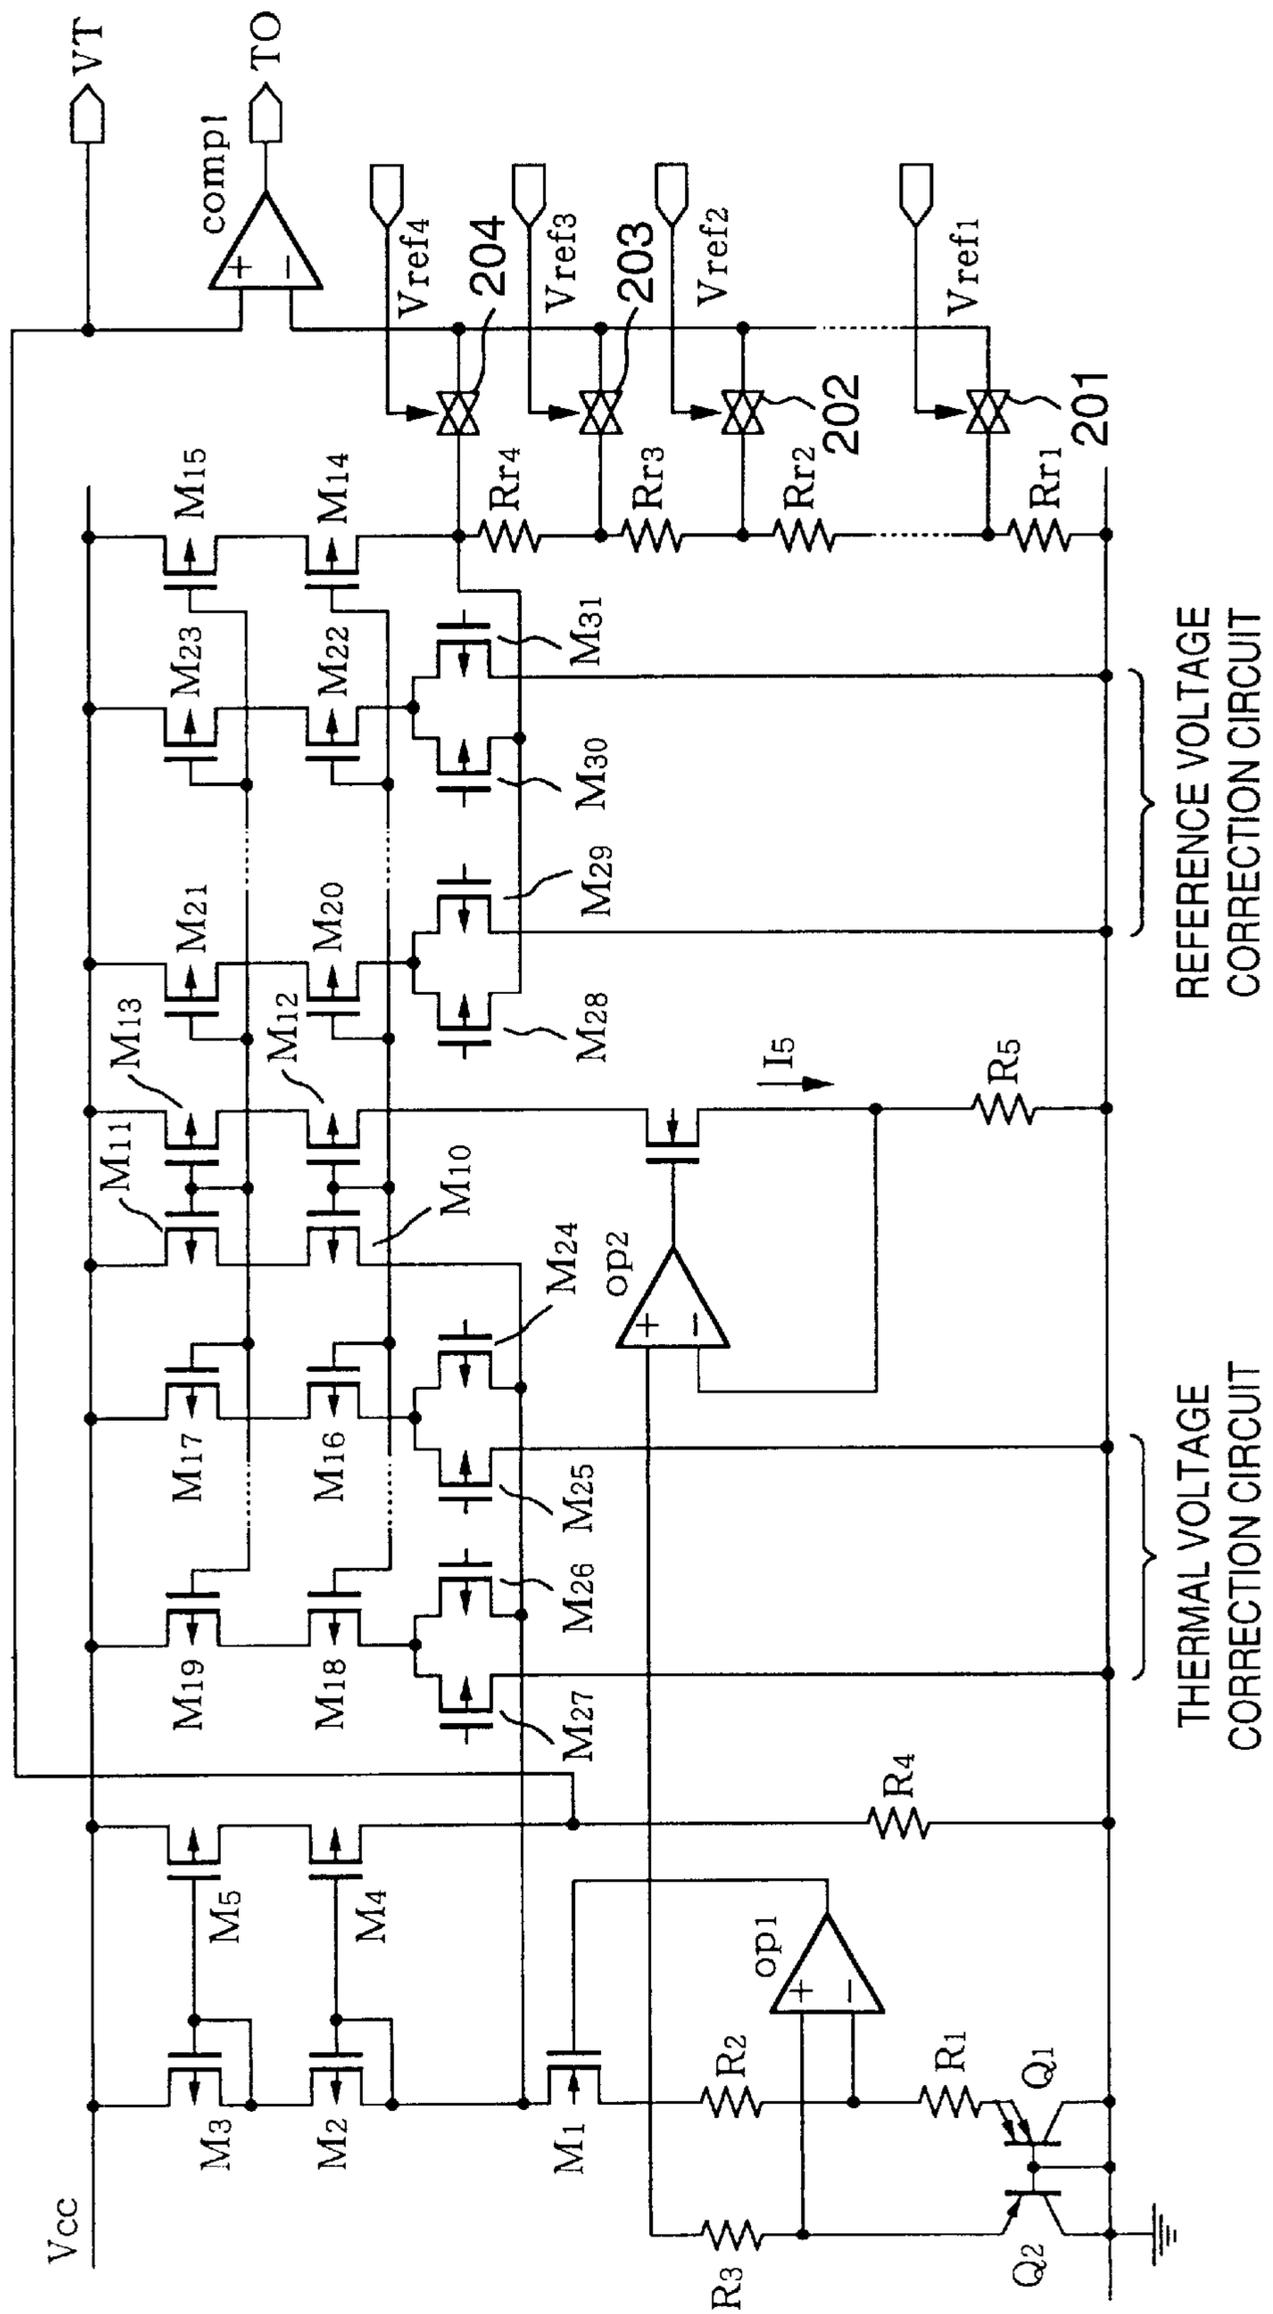 Vcc
M3
M2
M1
M5
M4
R3
R2
R1
Q2
Q1
op1
R4
M19
M18
M27
M26
M17
M16
M25
M24
THERMAL VOLTAGE
CORRECTION CIRCUIT
M11
M10
M13
M12
op2
I5
R5
M21
M20
M28
M29
M23
M22
M30
M31
REFERENCE VOLTAGE
CORRECTION CIRCUIT
M15
M14
Rr4
Rr3
Rr2
Rr1
204
203
202
201
Vref4
Vref3
Vref2
Vref1
comp1
VT
TO
+
−
+
−
+
−